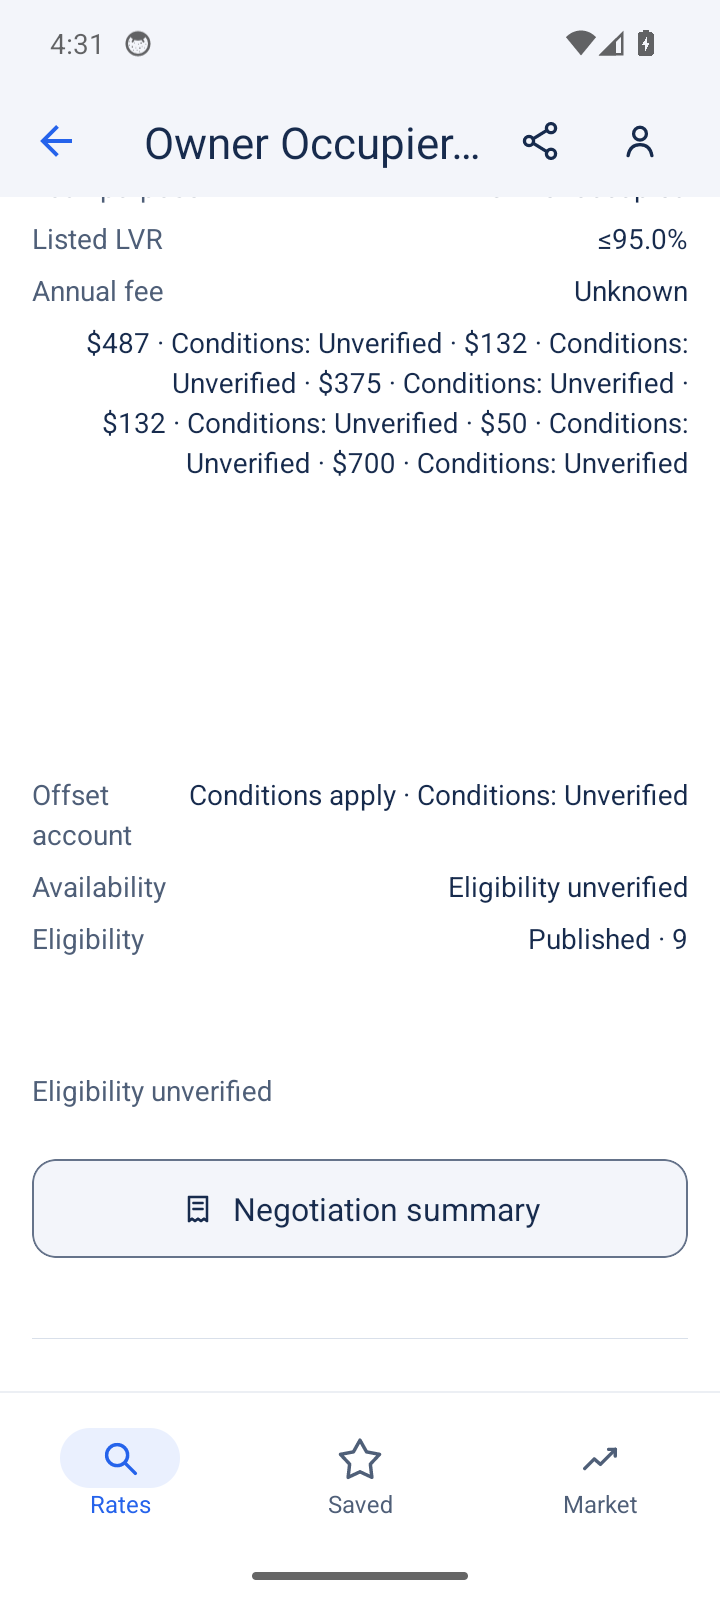 4:31
Owner Occupier...
Listed LVR ≤95.0%
Annual fee Unknown
$487 · Conditions: Unverified · $132 · Conditions:
Unverified · $375 · Conditions: Unverified ·
$132 · Conditions: Unverified · $50 · Conditions:
Unverified · $700 · Conditions: Unverified
Offset Conditions apply · Conditions: Unverified
account
Availability Eligibility unverified
Eligibility Published · 9
Eligibility unverified
Negotiation summary
Rates Saved Market